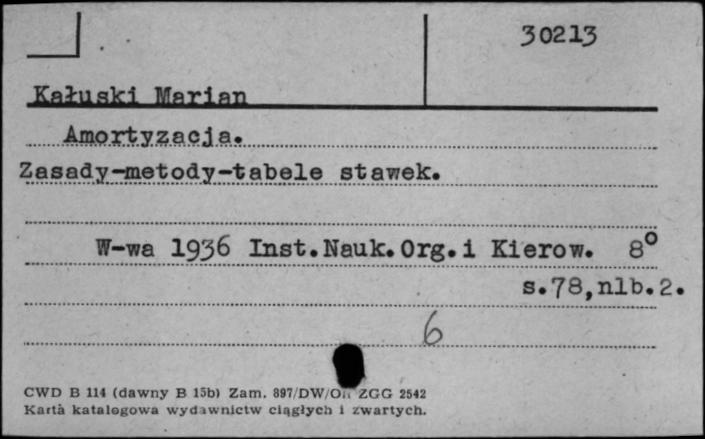 30213
Kałuski Marian
Amortyzacja.
Zasady-metody-tabele stawek.
W-wa 1936 Inst.Nauk.Org.i Kierow. 8°
s.78,nlb.2.
6
CWD B 114 (dawny B 15b) Zam. 897/DW/ ZGG 2542
Karta katalogowa wydawnictw ciągłych i zwartych.